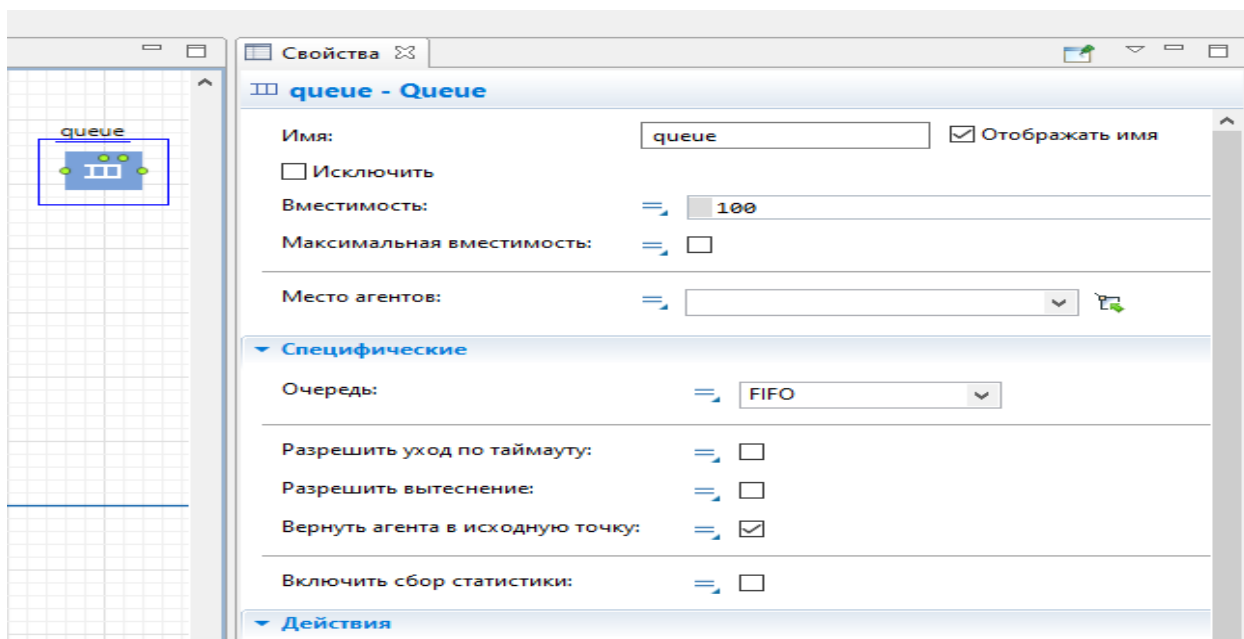 Свойства
queue - Queue
queue
Имя:
queue
Отображать имя
Исключить
Вместимость:
100
Максимальная вместимость:
Место агентов:
Специфические
Очередь:
FIFO
Разрешить уход по таймауту:
Разрешить вытеснение:
Вернуть агента в исходную точку:
Включить сбор статистики:
Действия